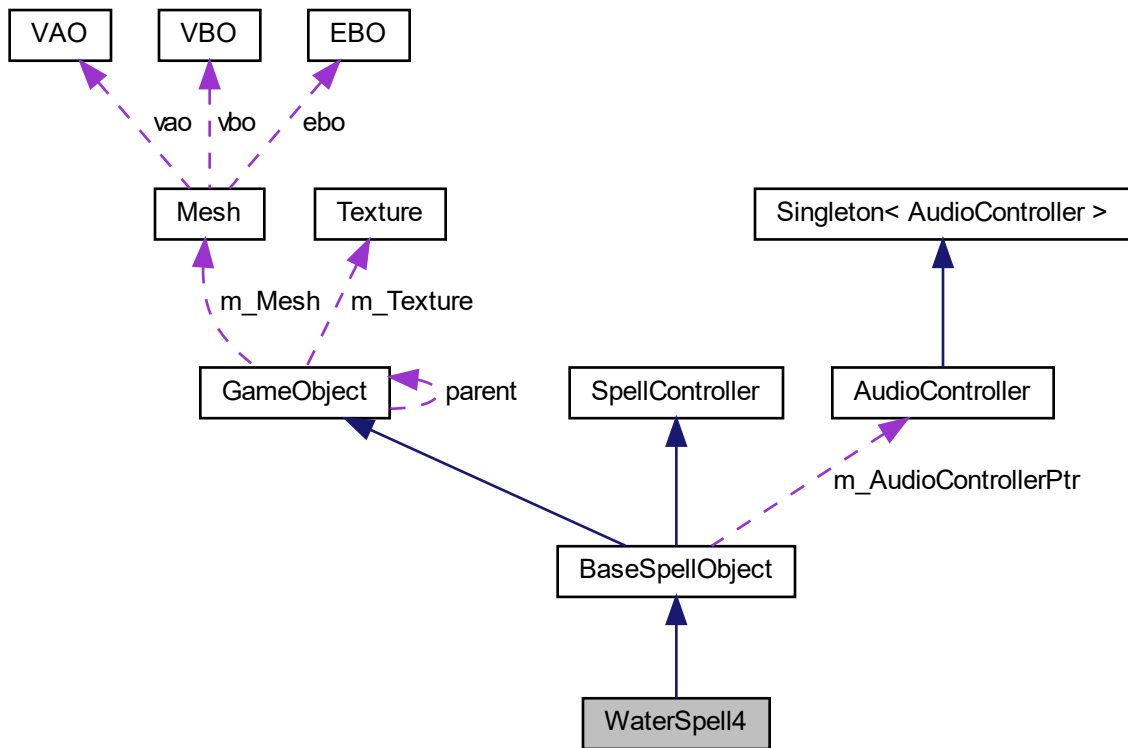 VAO
VBO
EBO
vao
vbo
ebo
Mesh
Texture
Singleton< AudioController >
m_Mesh
m_Texture
GameObject
parent
SpellController
AudioController
m_AudioControllerPtr
BaseSpellObject
WaterSpell4